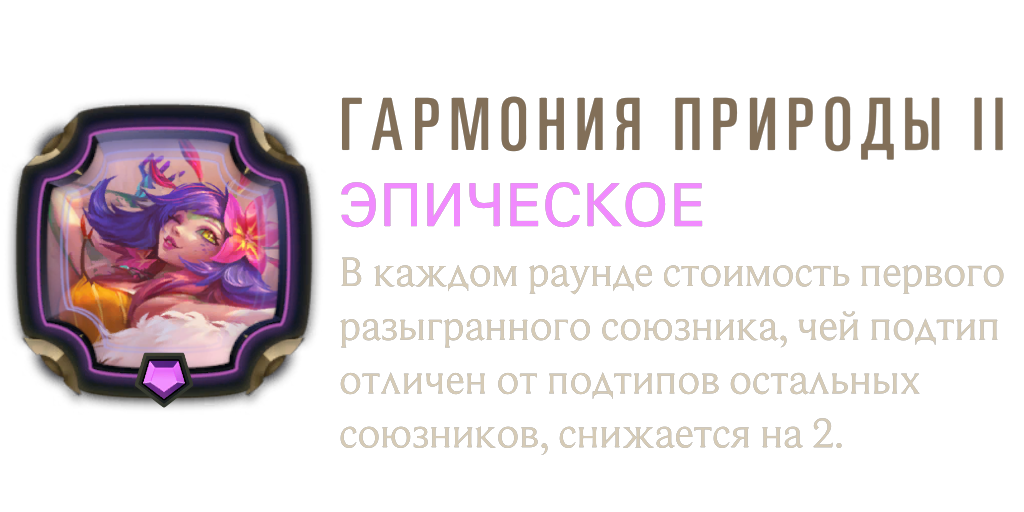 ГАРМОНИЯ ПРИРОДЫ II
ЭПИЧЕСКОЕ
В каждом раунде стоимость первого
разыгранного союзника, чей подтип
отличен от подтипов остальных
союзников, снижается на 2.